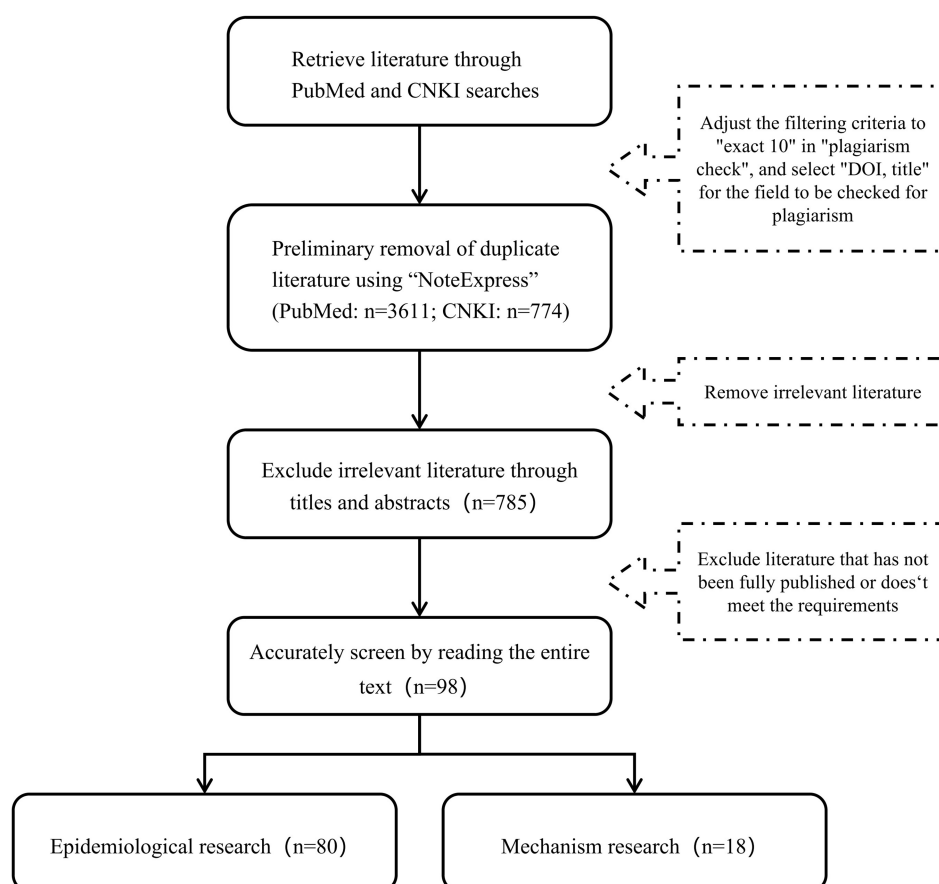 Retrieve literature through
PubMed and CNKI searches
Adjust the filtering criteria to
"exact 10" in "plagiarism
check", and select "DOI, title"
for the field to be checked for
plagiarism
Preliminary removal of duplicate
literature using “NoteExpress”
(PubMed: n=3611; CNKI: n=774)
Remove irrelevant literature
Exclude irrelevant literature through
titles and abstracts（n=785）
Exclude literature that has not
been fully published or does‘t
meet the requirements
Accurately screen by reading the entire
text（n=98）
Epidemiological research（n=80）
Mechanism research（n=18）